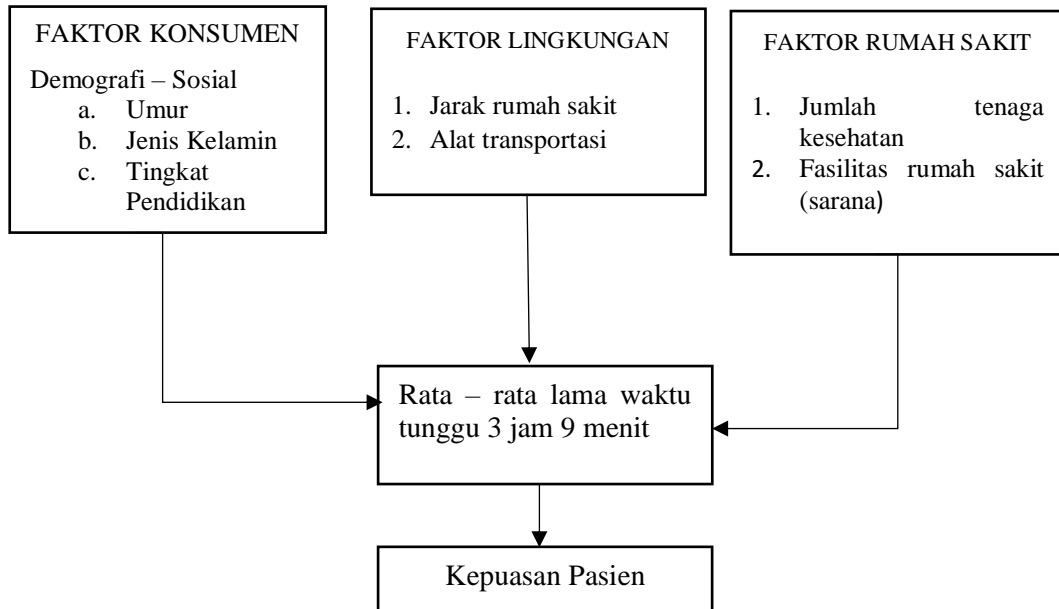 FAKTOR KONSUMEN
Demografi – Sosial
a. Umur
b. Jenis Kelamin
c. Tingkat
Pendidikan
FAKTOR LINGKUNGAN
1. Jarak rumah sakit
2. Alat transportasi
FAKTOR RUMAH SAKIT
1. Jumlah tenaga
kesehatan
2. Fasilitas rumah sakit
(sarana)
Rata – rata lama waktu
tunggu 3 jam 9 menit
Kepuasan Pasien